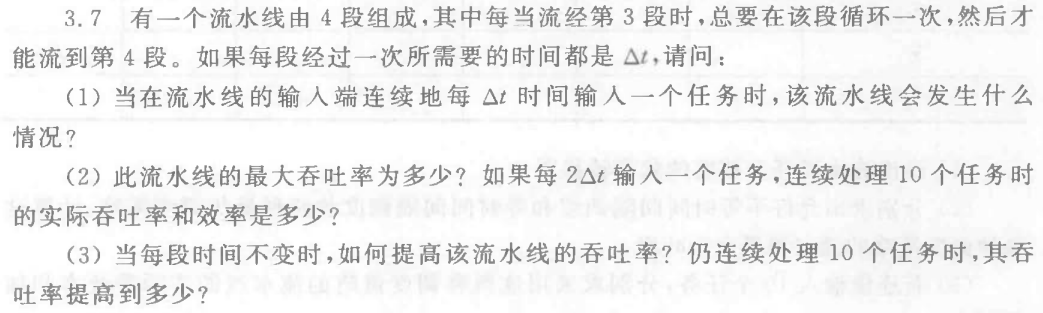 3.7 有一个流水线由 4 段组成,其中每当流经第 3 段时,总要在该段循环一次,然后才
能流到第 4 段。如果每段经过一次所需要的时间都是 Δt,请问:
(1) 当在流水线的输入端连续地每 Δt 时间输入一个任务时,该流水线会发生什么
情况?
(2) 此流水线的最大吞吐率为多少? 如果每 2Δt 输入一个任务,连续处理 10 个任务时
的实际吞吐率和效率是多少?
(3) 当每段时间不变时,如何提高该流水线的吞吐率? 仍连续处理 10 个任务时,其吞
吐率提高到多少?